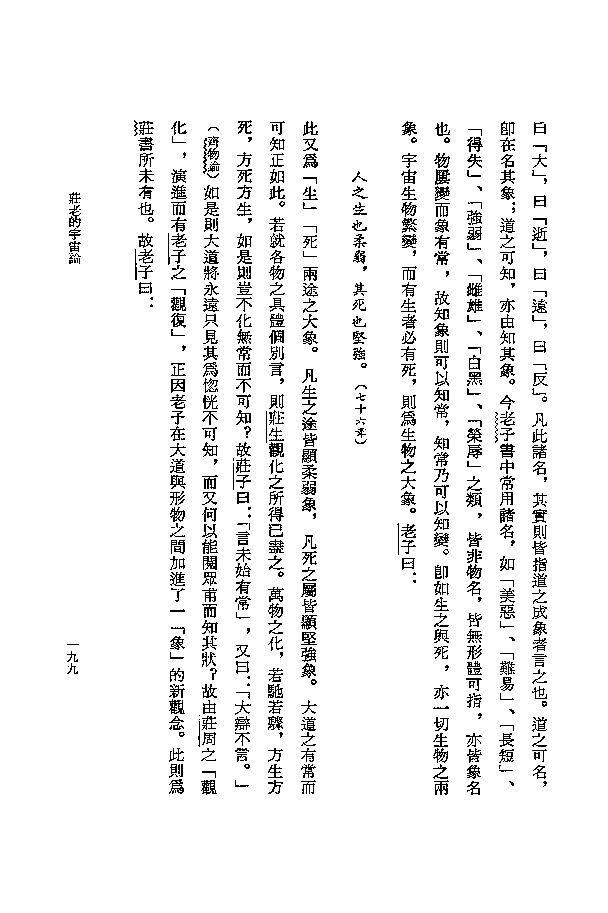 曰「大」，曰「逝」，曰「遠」，曰「反」。凡此諸名，其實則皆指道之成象者言之也。道之可名，
卽在名其象；道之可知，亦由知其象。今老子書中常用諸名，如「美惡」、「難易」、「長短」、
「得失」、「強弱」、「雌雄」、「白黑」、「榮辱」之類，皆非物名，皆無形體可指，亦皆象名
也。物屢變而象有常，故知象則可以知常，知常乃可以知變。卽如生之與死，亦一切生物之兩
象。宇宙生物繁變，而有生者必有死，則爲生物之大象。老子曰：
人之生也柔弱，其死也堅強。（七十六章）
此又爲「生」「死」兩途之大象。凡生之途皆顯柔弱象，凡死之屬皆顯堅強象。大道之有常而
可知正如此。若就各物之具體個別言，則莊生觀化之所得已盡之。萬物之化，若馳若驟，方生方
死，方死方生，如是則豈不化無常而不可知？故莊子曰：「言未始有常」，又曰：「大辯不言。」
（齊物論）如是則大道將永遠只見其爲惚恍不可知，而又何以能閱眾甫而知其狀？故由莊周之「觀
化」，演進而有老子之「觀復」，正因老子在大道與形物之間加進了一「象」的新觀念。此則爲
莊書所未有也。故老子曰：
莊老的宇宙論
一九九